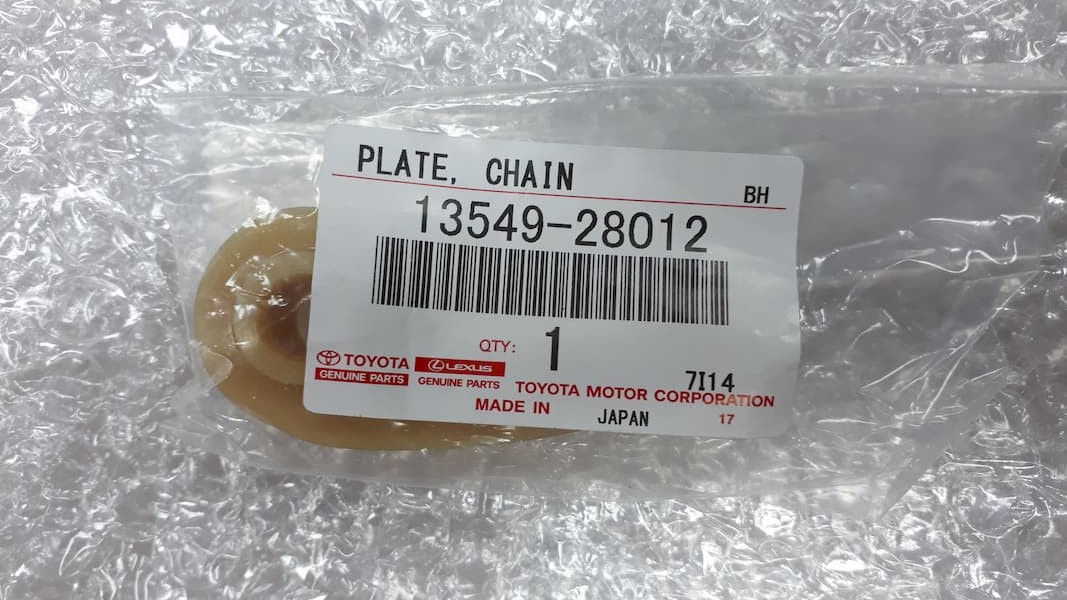 PLATE, CHAIN
BH
13549-28012
QTY: 1
TOYOTA
GENUINE PARTS
LEXUS
GENUINE PARTS
7I14
TOYOTA MOTOR CORPORATION
MADE IN JAPAN
17